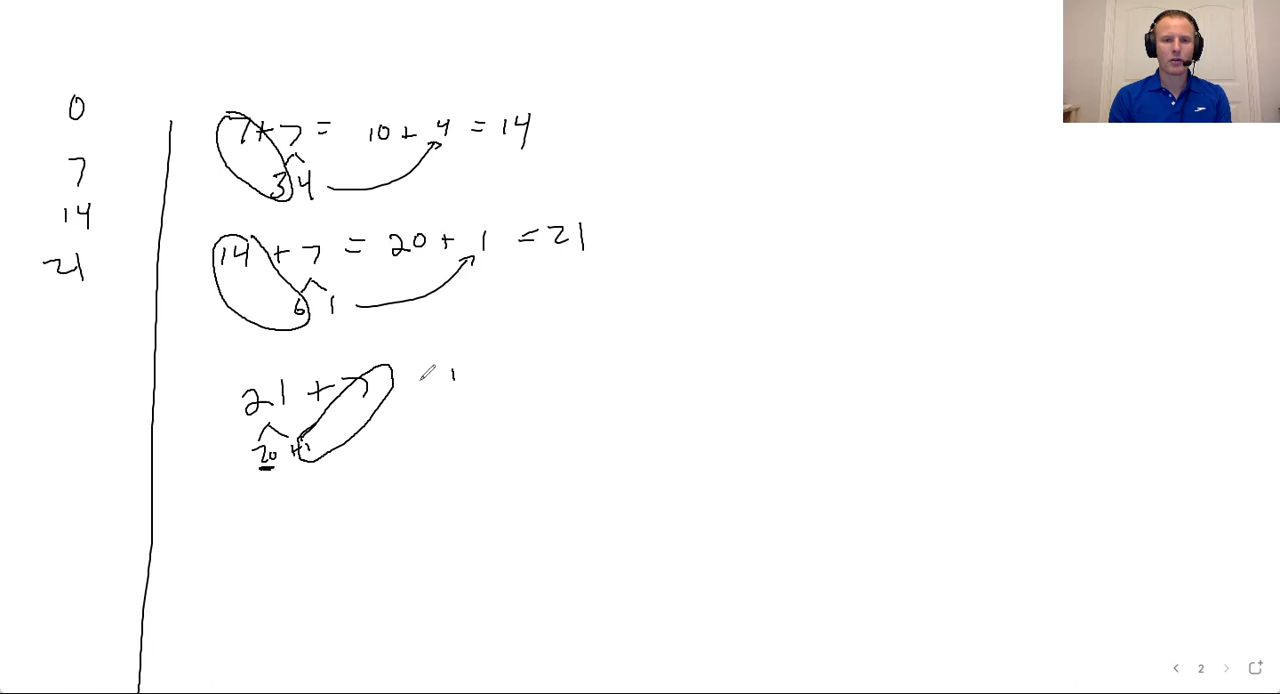 0
7
14
21
7 + 7 = 10 + 4 = 14
3 4
14 + 7 = 20 + 1 = 21
6 1
21 + 7
20 + 1
2